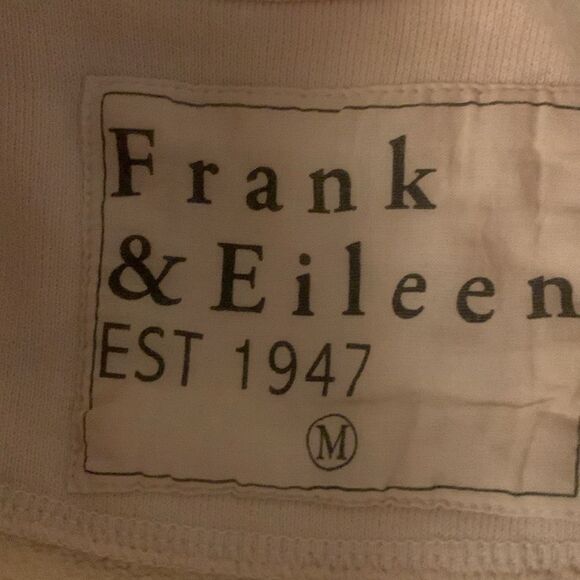 Frank
& Eileen
EST 1947
M